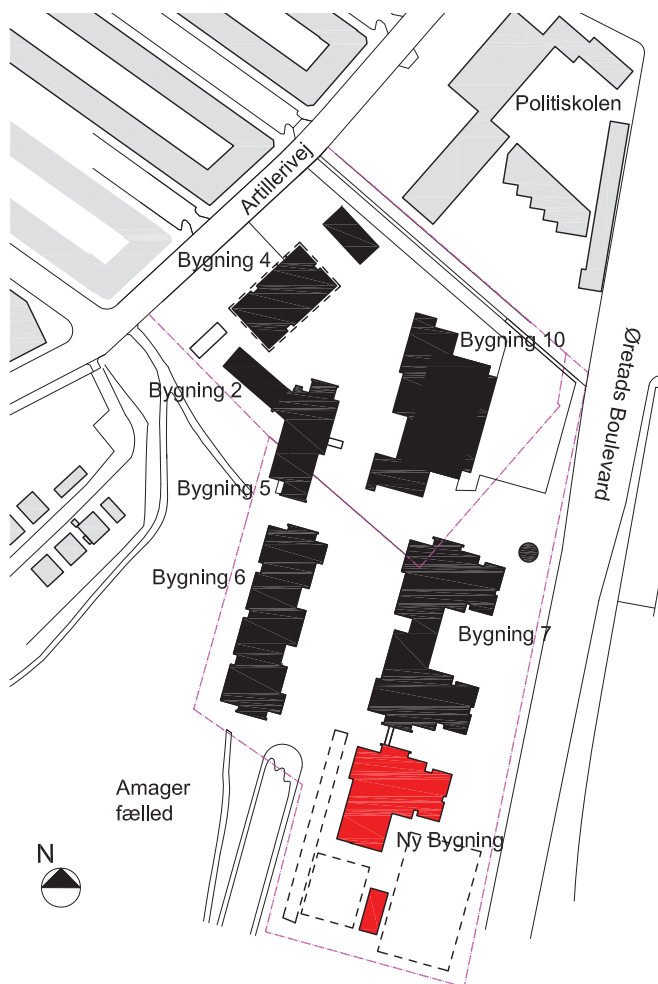 Politiskolen
Artillerivej
Bygning 4
Bygning 10
Øretads Boulevard
Bygning 2
Bygning 5
Bygning 6
Bygning 7
Amager
fælled
Ny Bygning
N